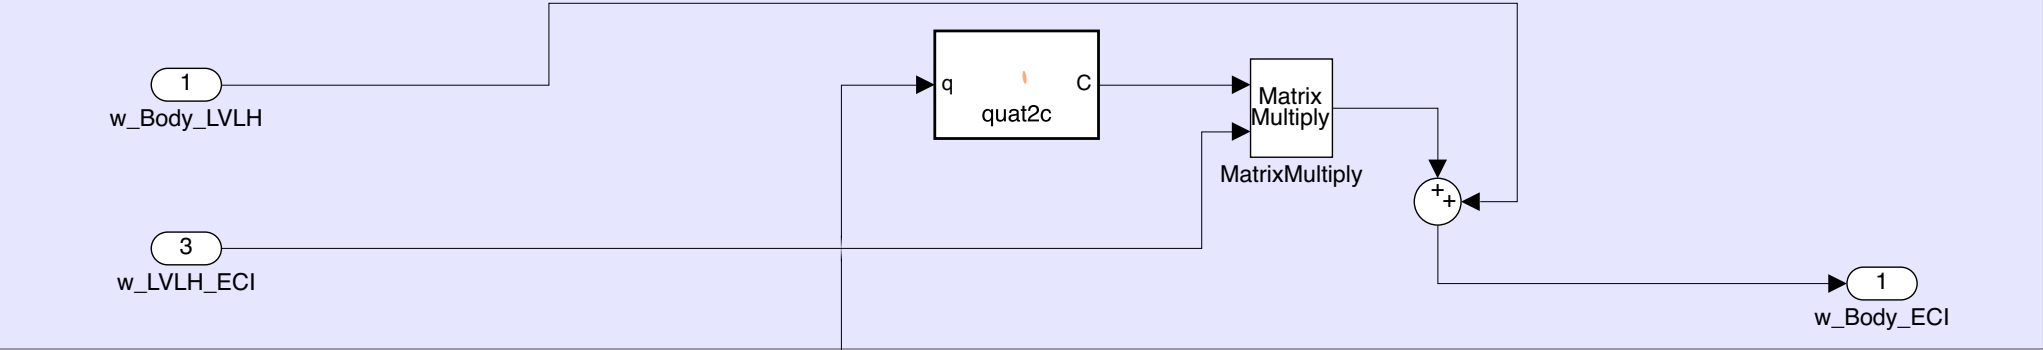 1
w_Body_LVLH
q
C
quat2c
Matrix
Multiply
MatrixMultiply
+
+
3
w_LVLH_ECI
1
w_Body_ECI